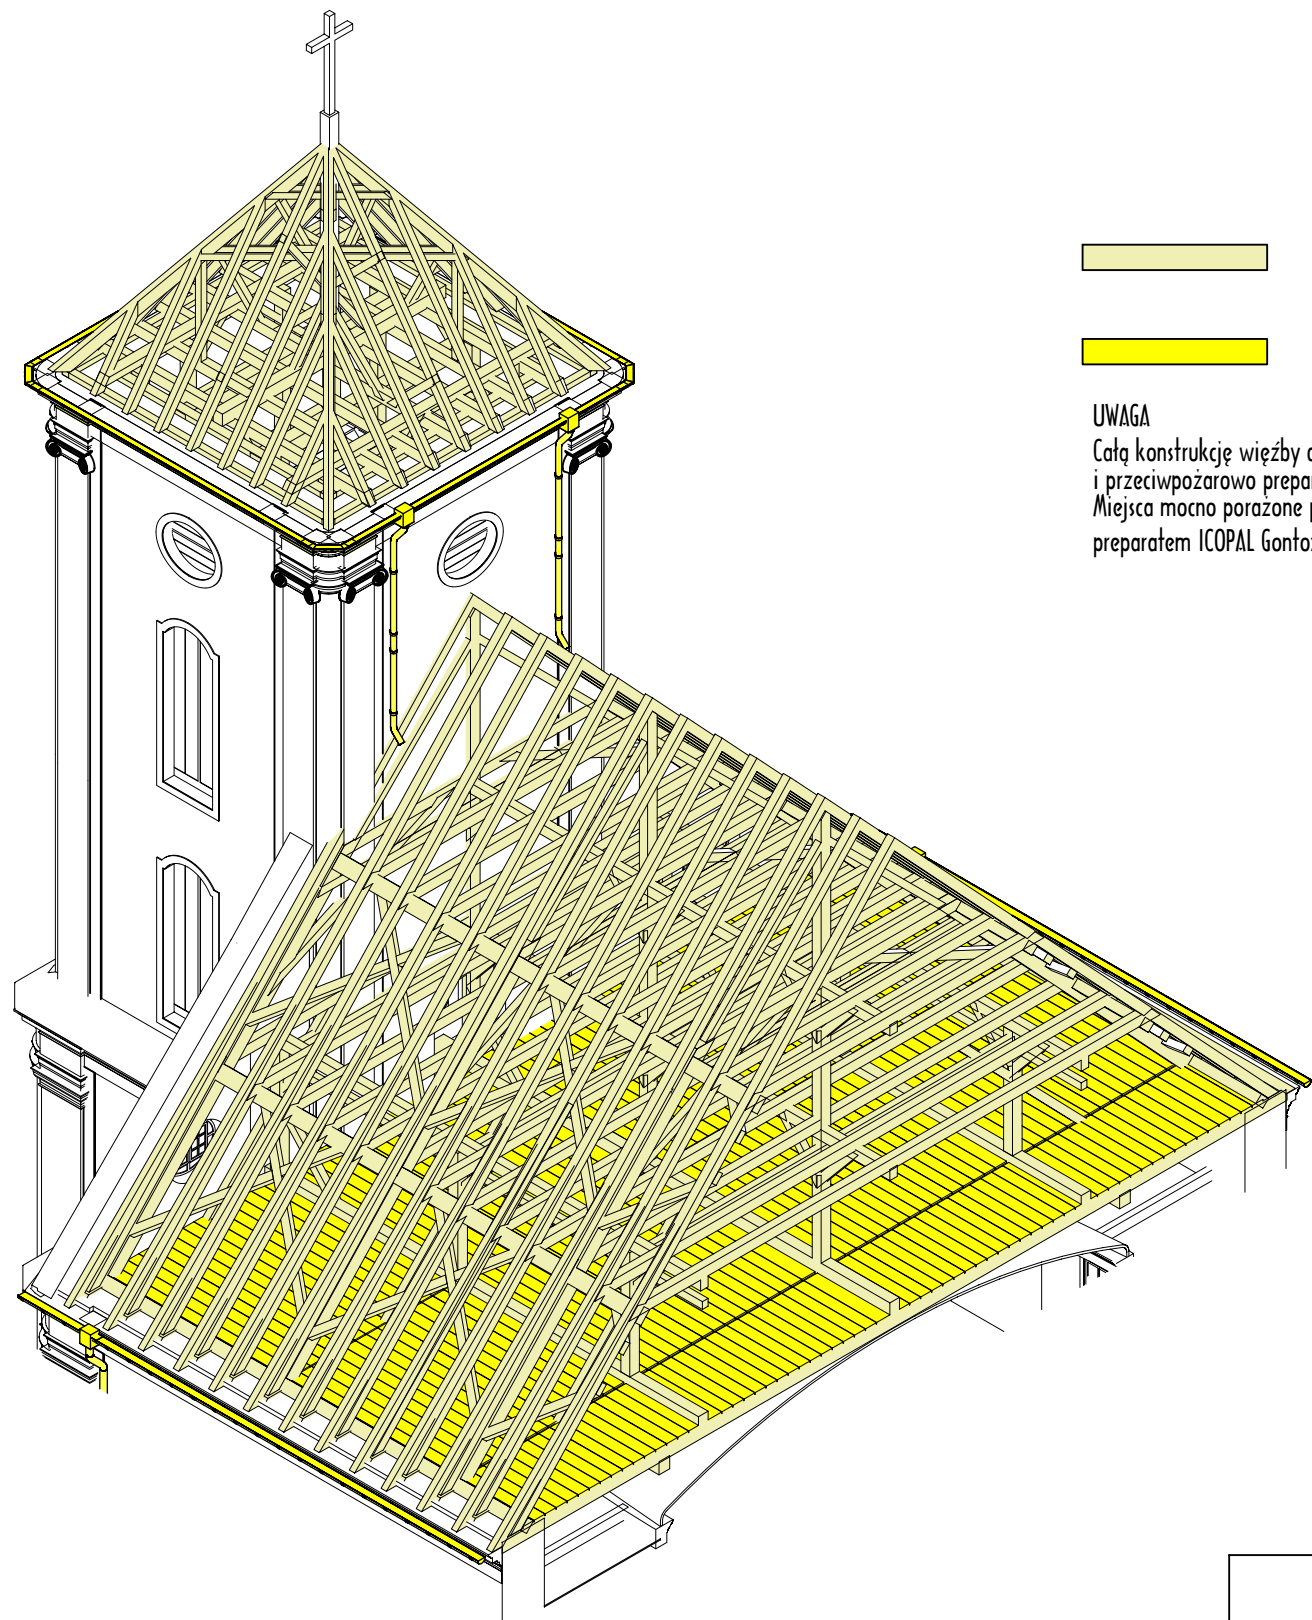 UWAGA
Całą konstrukcję więźby
i przeciwpożarowo
Miejsca mocno porażone
preparatem ICOPAL